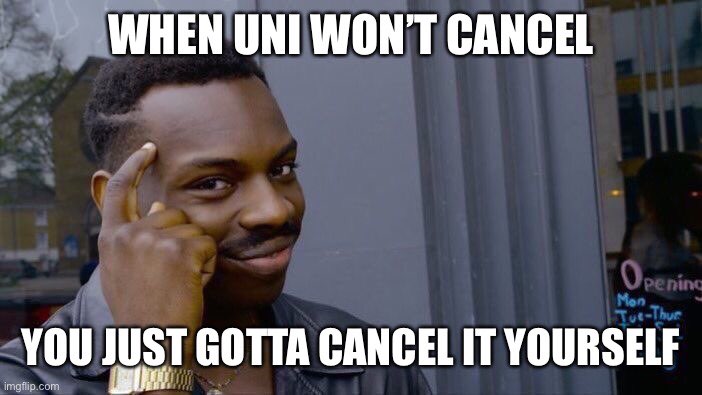 WHEN UNI WON'T CANCEL
Opening
Mon
Tue-Thur
YOU JUST GOTTA CANCEL IT YOURSELF
imgflip.com